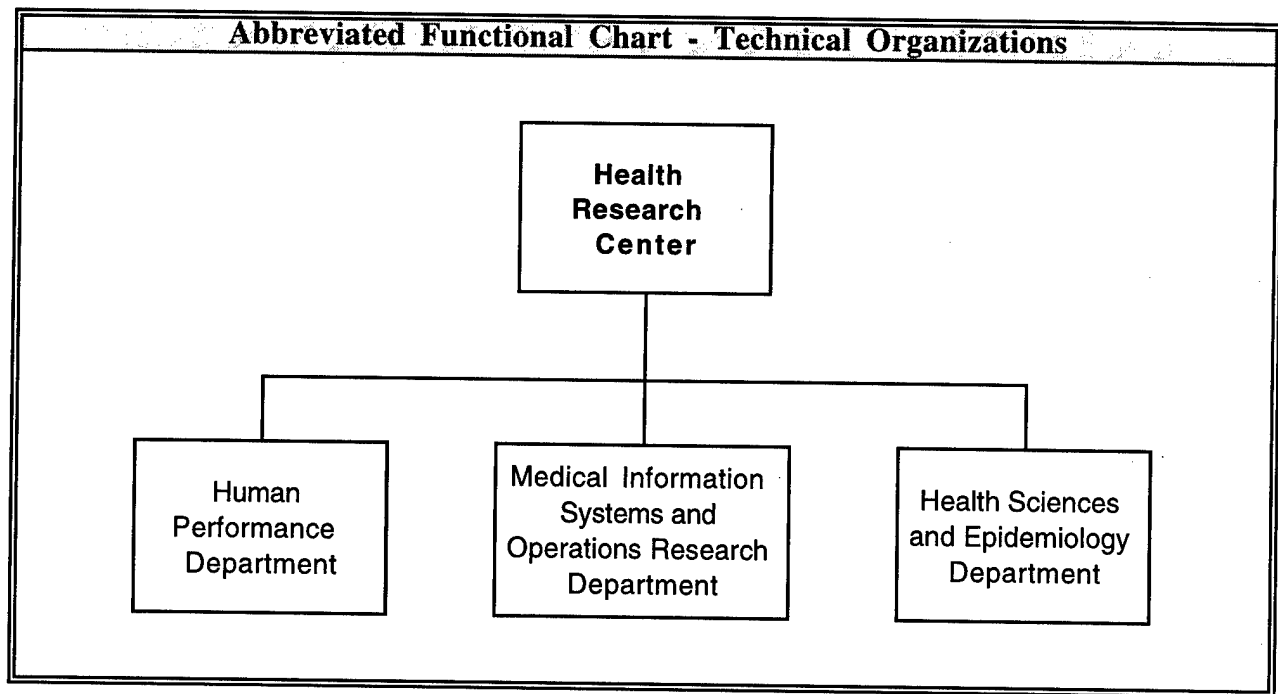 Abbreviated Functional Chart - Technical Organizations
Health
Research
Center
Human
Performance
Department
Medical Information
Systems and
Operations Research
Department
Health Sciences
and Epidemiology
Department